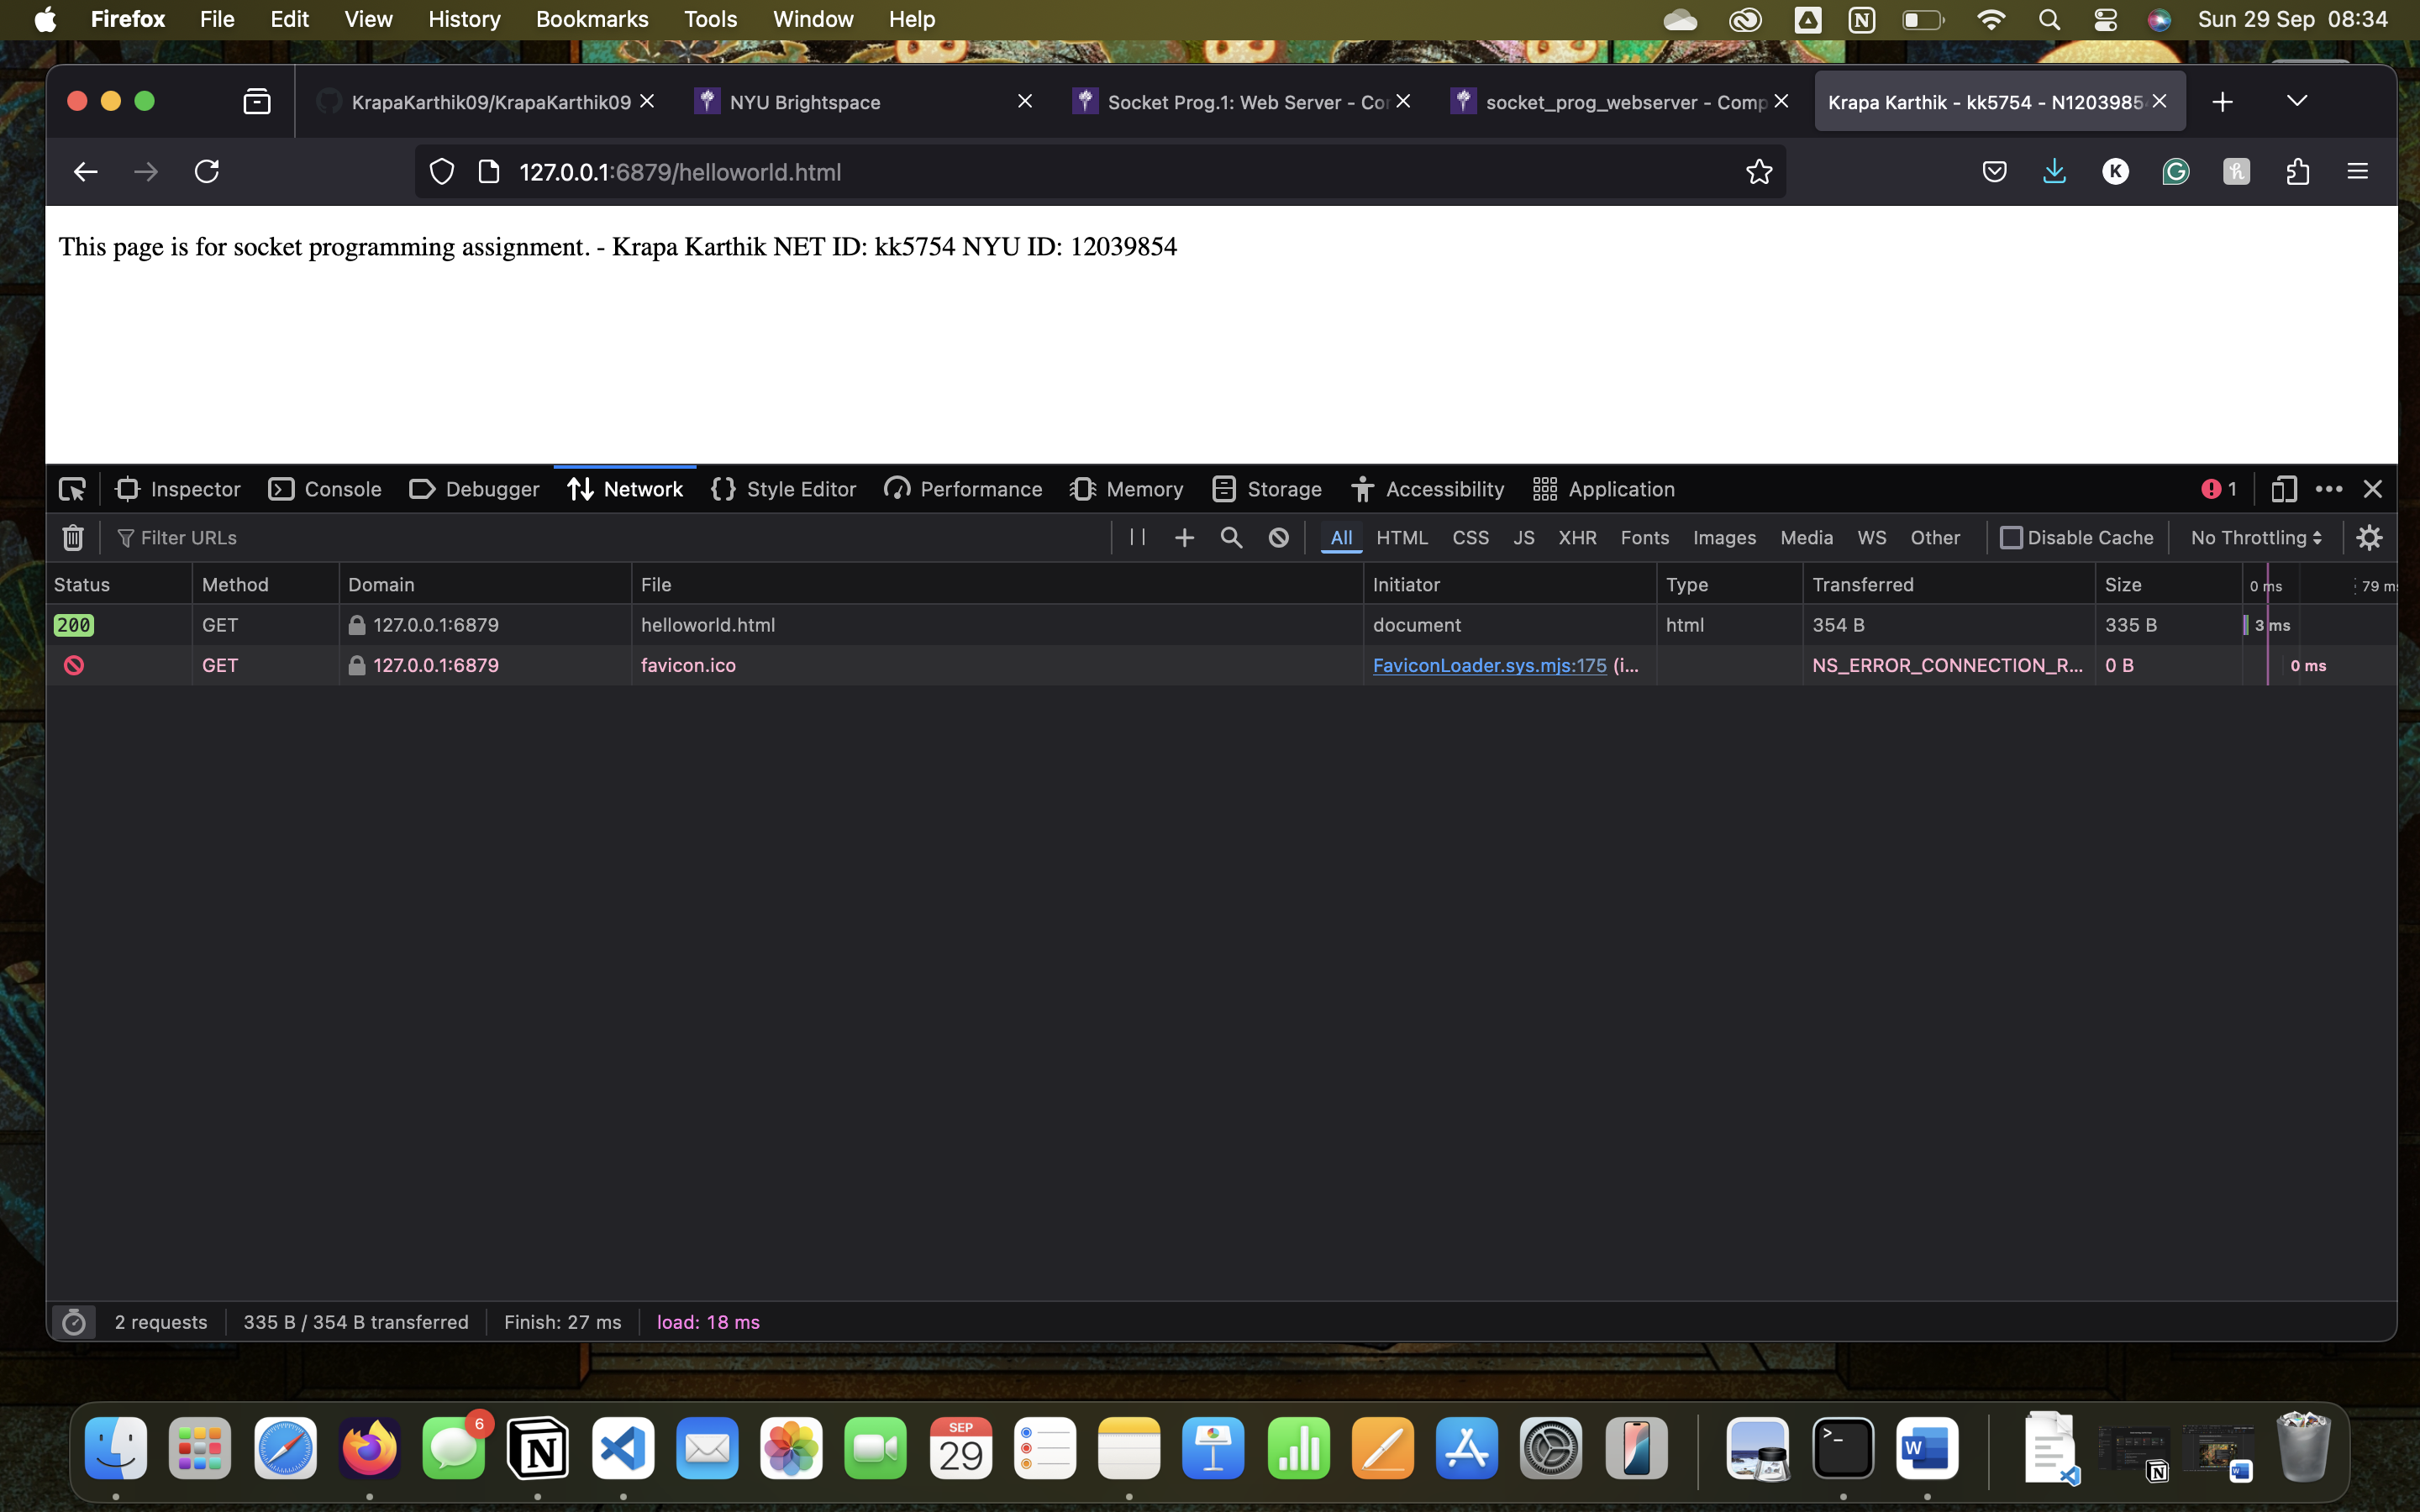 Firefox File Edit View History Bookmarks Tools Window Help Sun 29 Sep 08:34
KrapaKarthik09/KrapaKarthik09 NYU Brightspace Socket Prog.1: Web Server - Co socket_prog_webserver - Comp Krapa Karthik - kk5754 - N12039854
127.0.0.1:6879/helloworld.html
This page is for socket programming assignment. - Krapa Karthik NET ID: kk5754 NYU ID: 12039854
Inspector Console Debugger Network Style Editor Performance Memory Storage Accessibility Application 1
Filter URLs All HTML CSS JS XHR Fonts Images Media WS Other Disable Cache No Throttling
Status Method Domain File Initiator Type Transferred Size 0 ms 79 ms
200 GET 127.0.0.1:6879 helloworld.html document html 354 B 335 B 3 ms
GET 127.0.0.1:6879 favicon.ico FaviconLoader.sys.mjs:175 (i... NS_ERROR_CONNECTION_R... 0 B 0 ms
2 requests 335 B / 354 B transferred Finish: 27 ms load: 18 ms
6
SEP
29